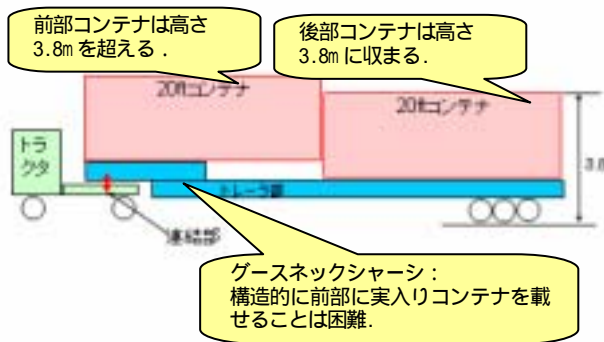 前部コンテナは高さ
3.8m を超える．
後部コンテナは高さ
3.8m に収まる．
20ftコンテナ
20ftコンテナ
トラ
クタ
トレーラ部
3.8
連結部
グースネックシャーシ：
構造的に前部に実入りコンテナを載
せることは困難．